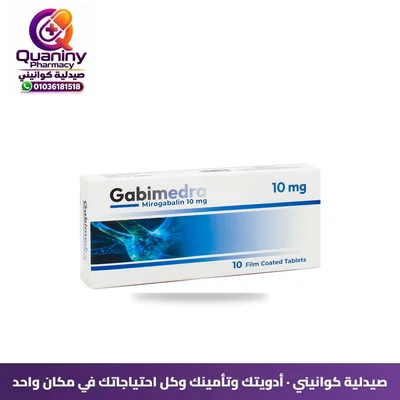 Quaniny
Pharmacy
صيدلية كوانيني
01036181518
Gabimedra
Mirogabalin 10 mg
10 mg
10 Film Coated Tablets
Gabimedra
صيدلية كوانيني - أدويتك وتأمينك وكل احتياجاتك في مكان واحد